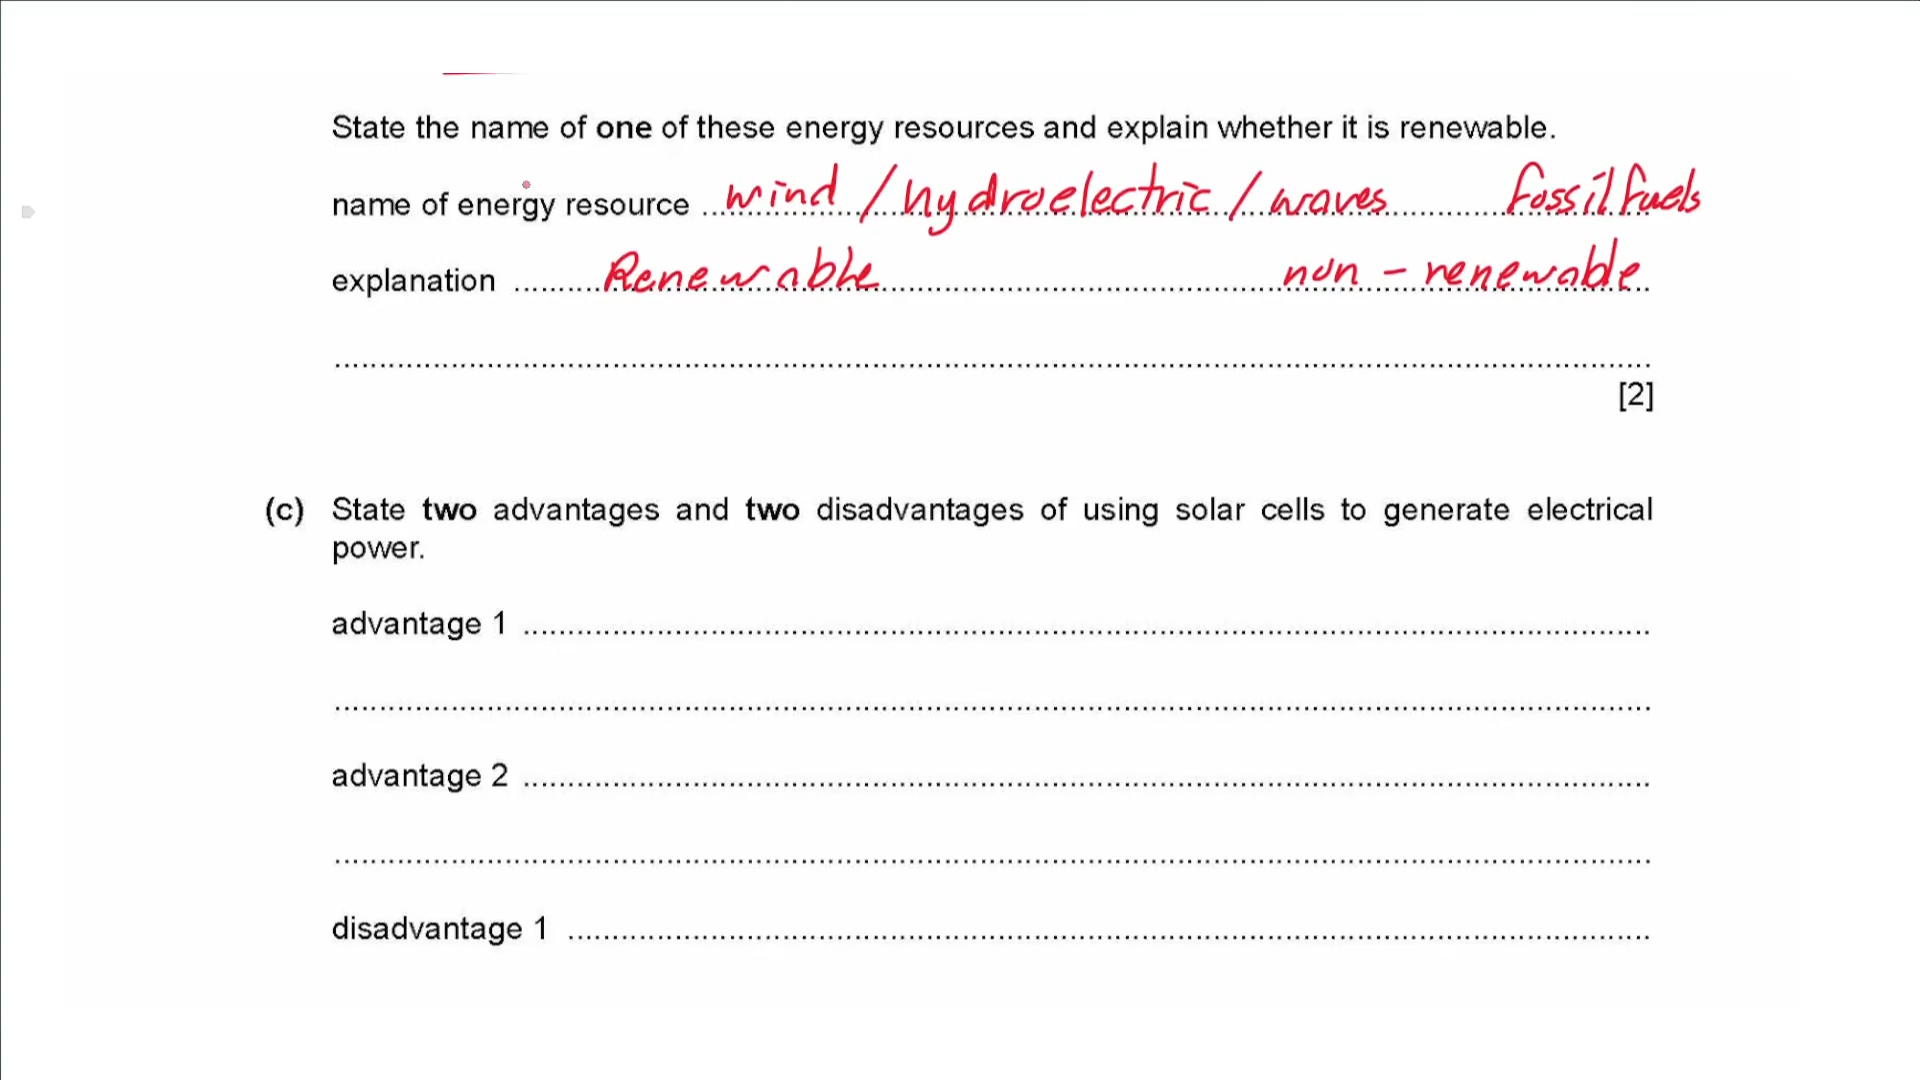 State the name of one of these energy resources and explain whether it is renewable.
name of energy resource wind / hydroelectric / waves fossil fuels
explanation Renewable non - renewable
[2]
(c) State two advantages and two disadvantages of using solar cells to generate electrical
power.
advantage 1
advantage 2
disadvantage 1